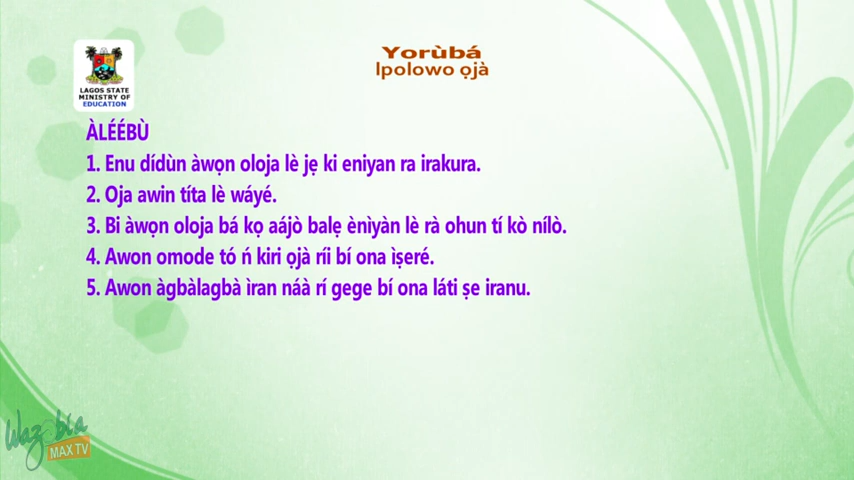 Yorùbá
Ipolowo ọjà
LAGOS STATE
MINISTRY OF
EDUCATION
ÀLÉÉBÙ
1. Enu dídùn àwọn oloja lè jẹ ki eniyan ra irakura.
2. Oja awin títa lè wáyé.
3. Bi àwọn oloja bá kọ aájò balẹ ènìyàn lè rà ohun tí kò nílò.
4. Awon omode tó ń kiri ọjà ríi bí ona ìṣeré.
5. Awon àgbàlagbà ìran náà rí gege bí ona láti ṣe iranu.
Wazobia
MAX TV